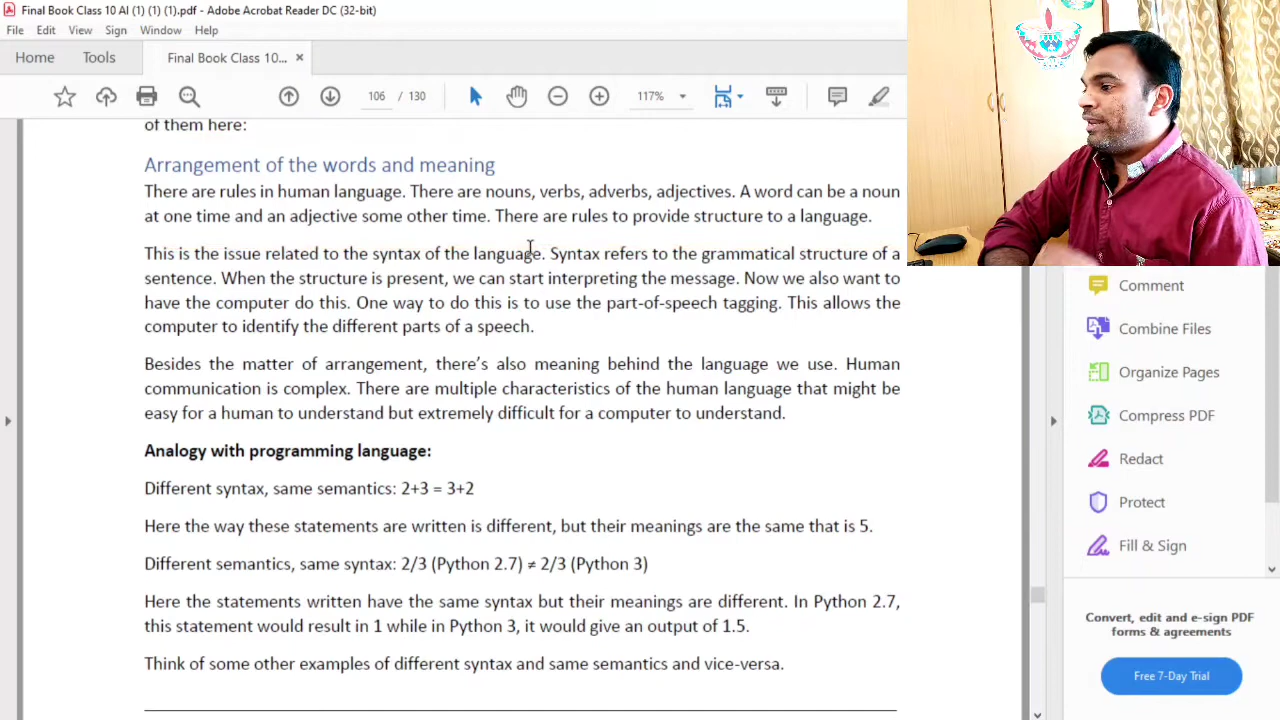 Final Book Class 10 AI (1) (1) (1).pdf - Adobe Acrobat Reader DC (32-bit)
File Edit View Sign Window Help
Home Tools Final Book Class 10... ×
106 / 130 117%
of them here:
Arrangement of the words and meaning
There are rules in human language. There are nouns, verbs, adverbs, adjectives. A word can be a noun
at one time and an adjective some other time. There are rules to provide structure to a language.
This is the issue related to the syntax of the language. Syntax refers to the grammatical structure of a
sentence. When the structure is present, we can start interpreting the message. Now we also want to
have the computer do this. One way to do this is to use the part-of-speech tagging. This allows the
computer to identify the different parts of a speech.
Besides the matter of arrangement, there's also meaning behind the language we use. Human
communication is complex. There are multiple characteristics of the human language that might be
easy for a human to understand but extremely difficult for a computer to understand.
Analogy with programming language:
Different syntax, same semantics: 2+3 = 3+2
Here the way these statements are written is different, but their meanings are the same that is 5.
Different semantics, same syntax: 2/3 (Python 2.7) ≠ 2/3 (Python 3)
Here the statements written have the same syntax but their meanings are different. In Python 2.7,
this statement would result in 1 while in Python 3, it would give an output of 1.5.
Think of some other examples of different syntax and same semantics and vice-versa.
Comment
Combine Files
Organize Pages
Compress PDF
Redact
Protect
Fill & Sign
Convert, edit and e-sign PDF
forms & agreements
Free 7-Day Trial